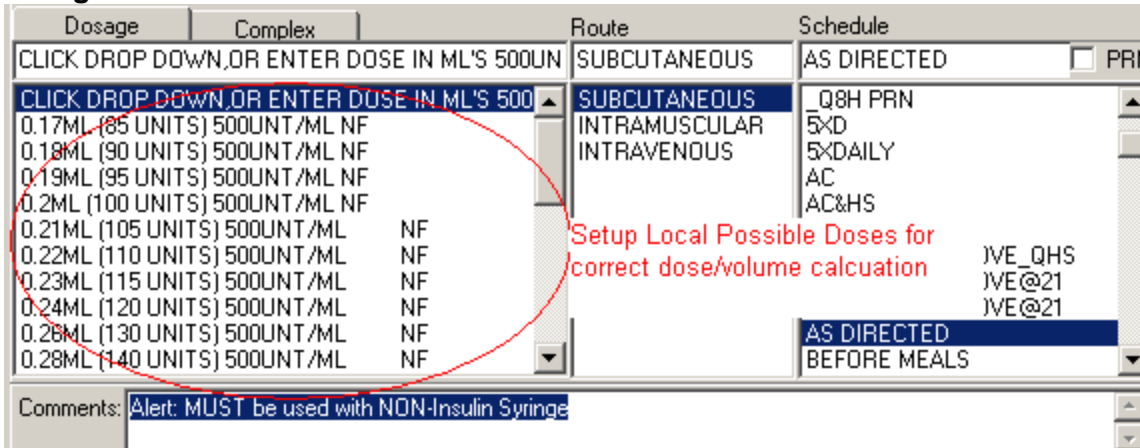 Dosage Complex Route Schedule
CLICK DROP DOWN,OR ENTER DOSE IN ML'S 500UN SUBCUTANEOUS AS DIRECTED PRI
CLICK DROP DOWN,OR ENTER DOSE IN ML'S 500 SUBCUTANEOUS _Q8H PRN
0.17ML (85 UNITS) 500UNT/ML NF INTRAMUSCULAR 5XD
0.18ML (90 UNITS) 500UNT/ML NF INTRAVENOUS 5XDAILY
0.19ML (95 UNITS) 500UNT/ML NF AC
0.2ML (100 UNITS) 500UNT/ML NF AC&HS
0.21ML (105 UNITS) 500UNT/ML NF Setup Local Possible Doses for
0.22ML (110 UNITS) 500UNT/ML NF correct dose/volume calcuation )VE_QHS
0.23ML (115 UNITS) 500UNT/ML NF )VE@21
0.24ML (120 UNITS) 500UNT/ML NF )VE@21
0.26ML (130 UNITS) 500UNT/ML NF AS DIRECTED
0.28ML (140 UNITS) 500UNT/ML NF BEFORE MEALS
Comments: Alert: MUST be used with NON-Insulin Syringe